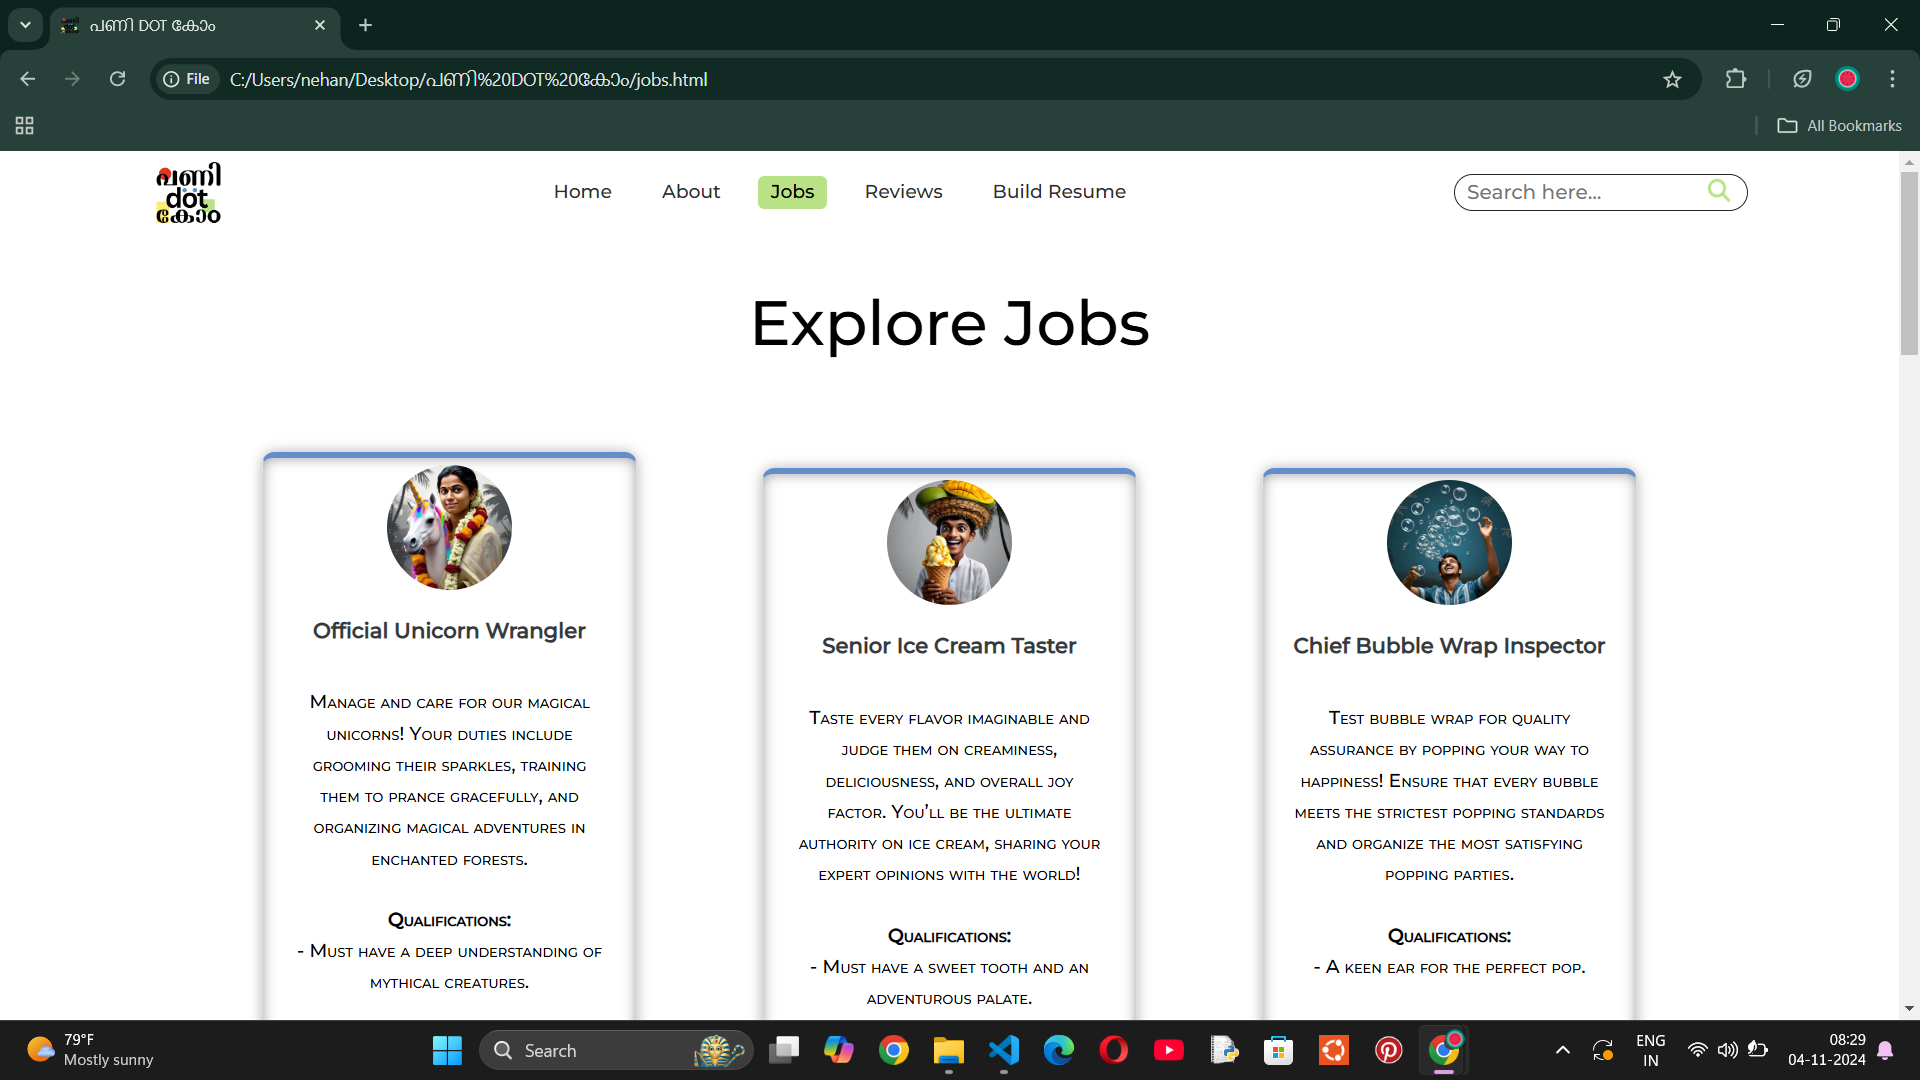 പണി DOT കോം
File
C:/Users/nehan/Desktop/പണി%20DOT%20കോം/jobs.html
All Bookmarks
പണി
dot
കോം
Home
About
Jobs
Reviews
Build Resume
Search here...
Explore Jobs
Official Unicorn Wrangler
Manage and care for our magical
unicorns! Your duties include
grooming their sparkles, training
them to prance gracefully, and
organizing magical adventures in
enchanted forests.
Qualifications:
- Must have a deep understanding of
mythical creatures.
Senior Ice Cream Taster
Taste every flavor imaginable and
judge them on creaminess,
deliciousness, and overall joy
factor. You'll be the ultimate
authority on ice cream, sharing your
expert opinions with the world!
Qualifications:
- Must have a sweet tooth and an
adventurous palate.
Chief Bubble Wrap Inspector
Test bubble wrap for quality
assurance by popping your way to
happiness! Ensure that every bubble
meets the strictest popping standards
and organize the most satisfying
popping parties.
Qualifications:
- A keen ear for the perfect pop.
79°F
Mostly sunny
Search
ENG
IN
08:29
04-11-2024